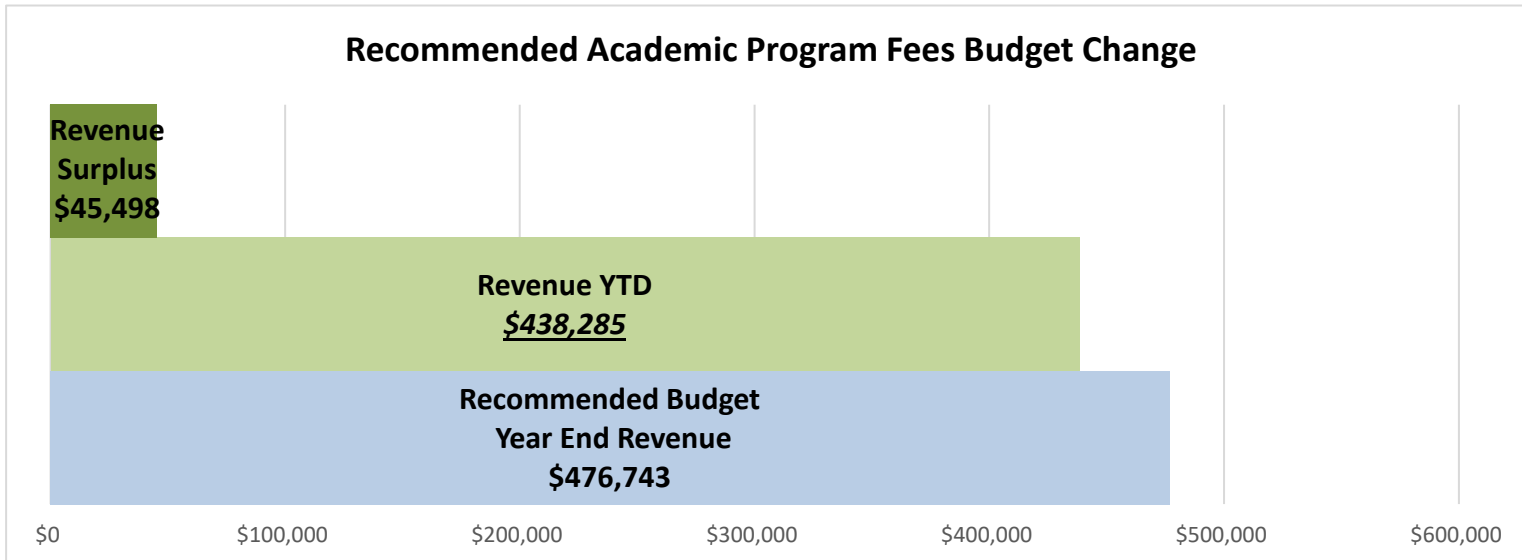 Recommended Academic Program Fees Budget Change
Revenue
Surplus
$45,498
Revenue YTD
$438,285
Recommended Budget
Year End Revenue
$476,743
$0 $100,000 $200,000 $300,000 $400,000 $500,000 $600,000